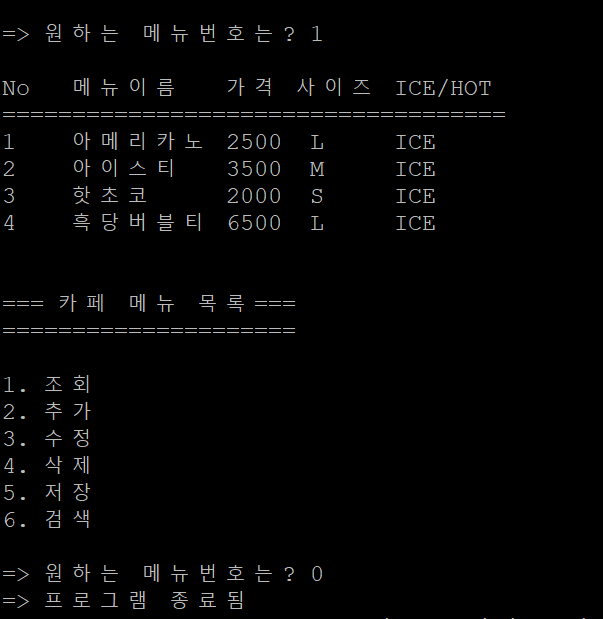 => 원하는 메뉴번호는? 1
No 메뉴이름 가격 사이즈 ICE/HOT
====================================
1 아메리카노 2500 L ICE
2 아이스티 3500 M ICE
3 핫초코 2000 S ICE
4 흑당버블티 6500 L ICE
=== 카페 메뉴 목록 ===
=====================
1. 조회
2. 추가
3. 수정
4. 삭제
5. 저장
6. 검색
=> 원하는 메뉴번호는? 0
=> 프로그램 종료됨